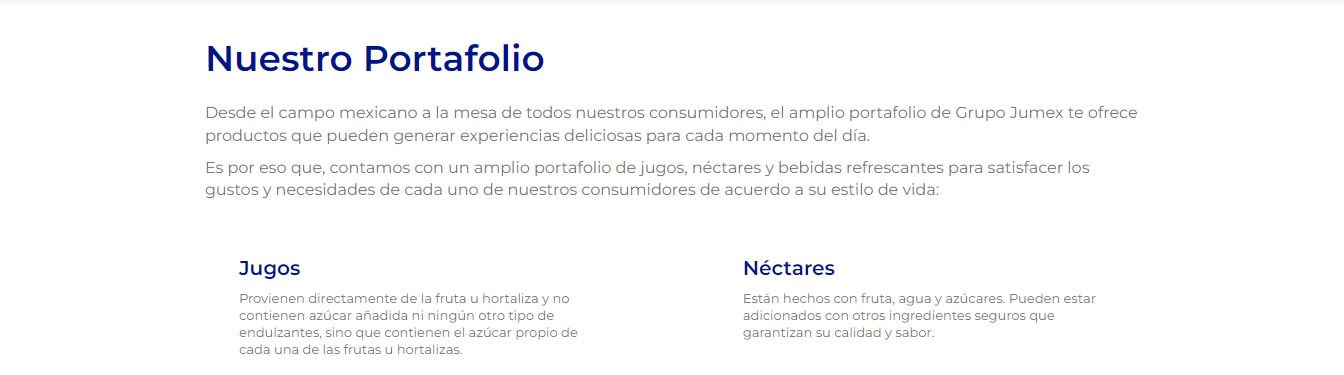 Nuestro Portafolio
Desde el campo mexicano a la mesa de todos nuestros consumidores, el amplio portafolio de Grupo Jumex te ofrece
productos que pueden generar experiencias deliciosas para cada momento del día.
Es por eso que, contamos con un amplio portafolio de jugos, néctares y bebidas refrescantes para satisfacer los
gustos y necesidades de cada uno de nuestros consumidores de acuerdo a su estilo de vida:
Jugos
Provienen directamente de la fruta u hortaliza y no
contienen azúcar añadida ni ningún otro tipo de
endulzantes, sino que contienen el azúcar propio de
cada una de las frutas u hortalizas.
Néctares
Están hechos con fruta, agua y azúcares. Pueden estar
adicionados con otros ingredientes seguros que
garantizan su calidad y sabor.